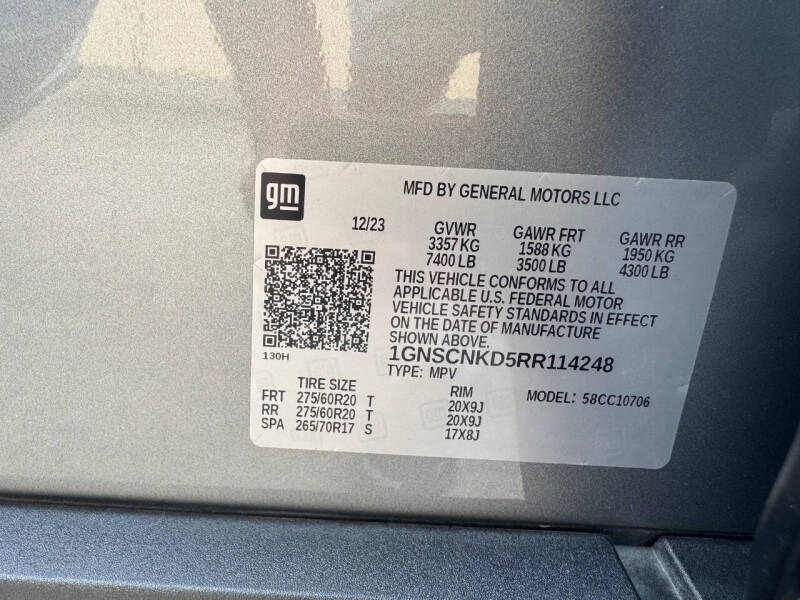 gm
MFD BY GENERAL MOTORS LLC
12/23 GVWR GAWR FRT GAWR RR
3357 KG 1588 KG 1950 KG
7400 LB 3500 LB 4300 LB
THIS VEHICLE CONFORMS TO ALL
APPLICABLE U.S. FEDERAL MOTOR
VEHICLE SAFETY STANDARDS IN EFFECT
ON THE DATE OF MANUFACTURE
SHOWN ABOVE.
130H
1GNSCNKD5RR114248
TYPE: MPV
TIRE SIZE RIM MODEL: 58CC10706
FRT 275/60R20 T 20X9J
RR 275/60R20 T 20X9J
SPA 265/70R17 S 17X8J